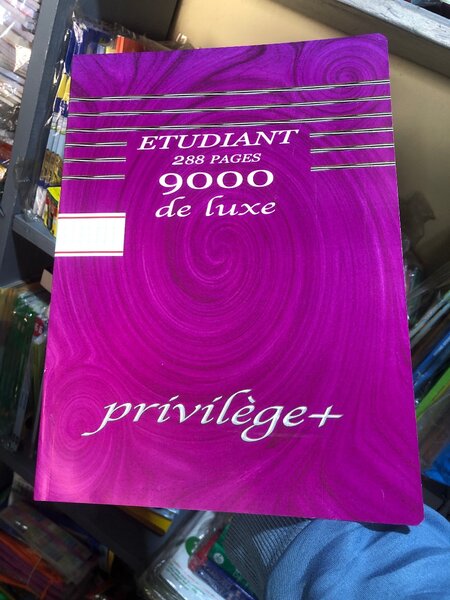 ETUDIANT
288 PAGES
9000
de luxe
privilège+